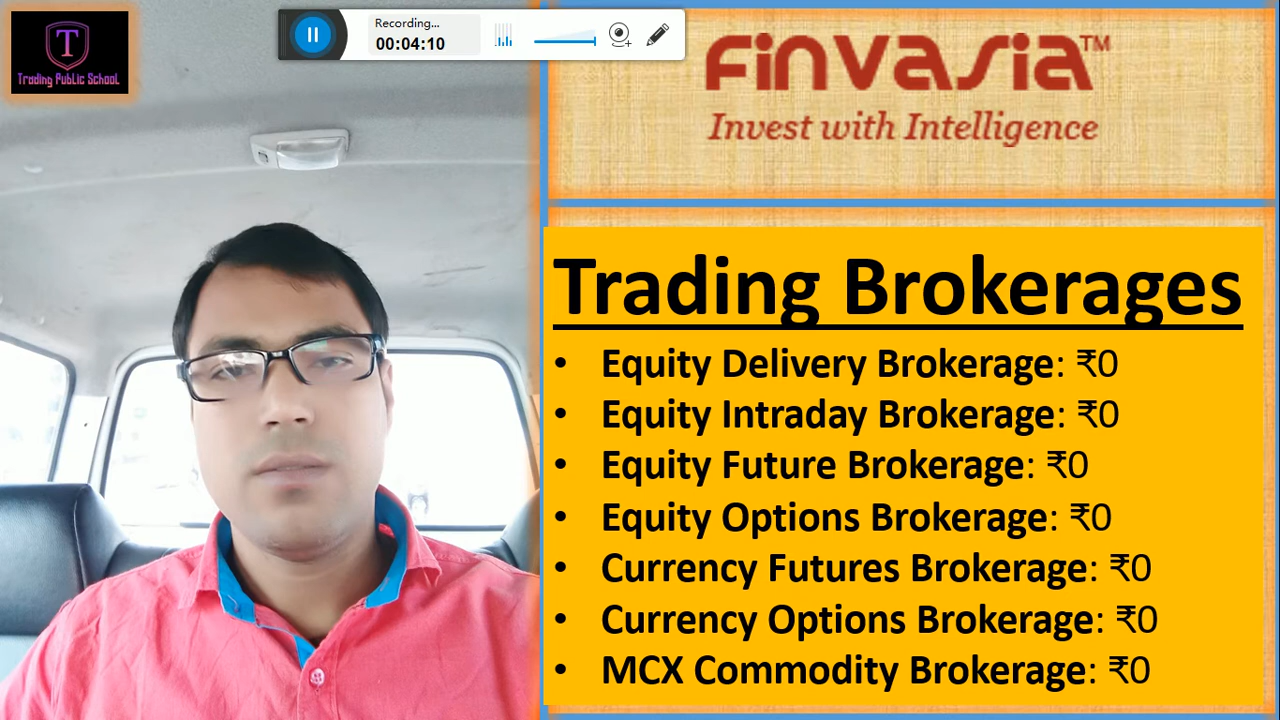 T
Trading Public School
Recording...
00:04:10
FINVASIA™
Invest with Intelligence
Trading Brokerages
• Equity Delivery Brokerage: ₹0
• Equity Intraday Brokerage: ₹0
• Equity Future Brokerage: ₹0
• Equity Options Brokerage: ₹0
• Currency Futures Brokerage: ₹0
• Currency Options Brokerage: ₹0
• MCX Commodity Brokerage: ₹0